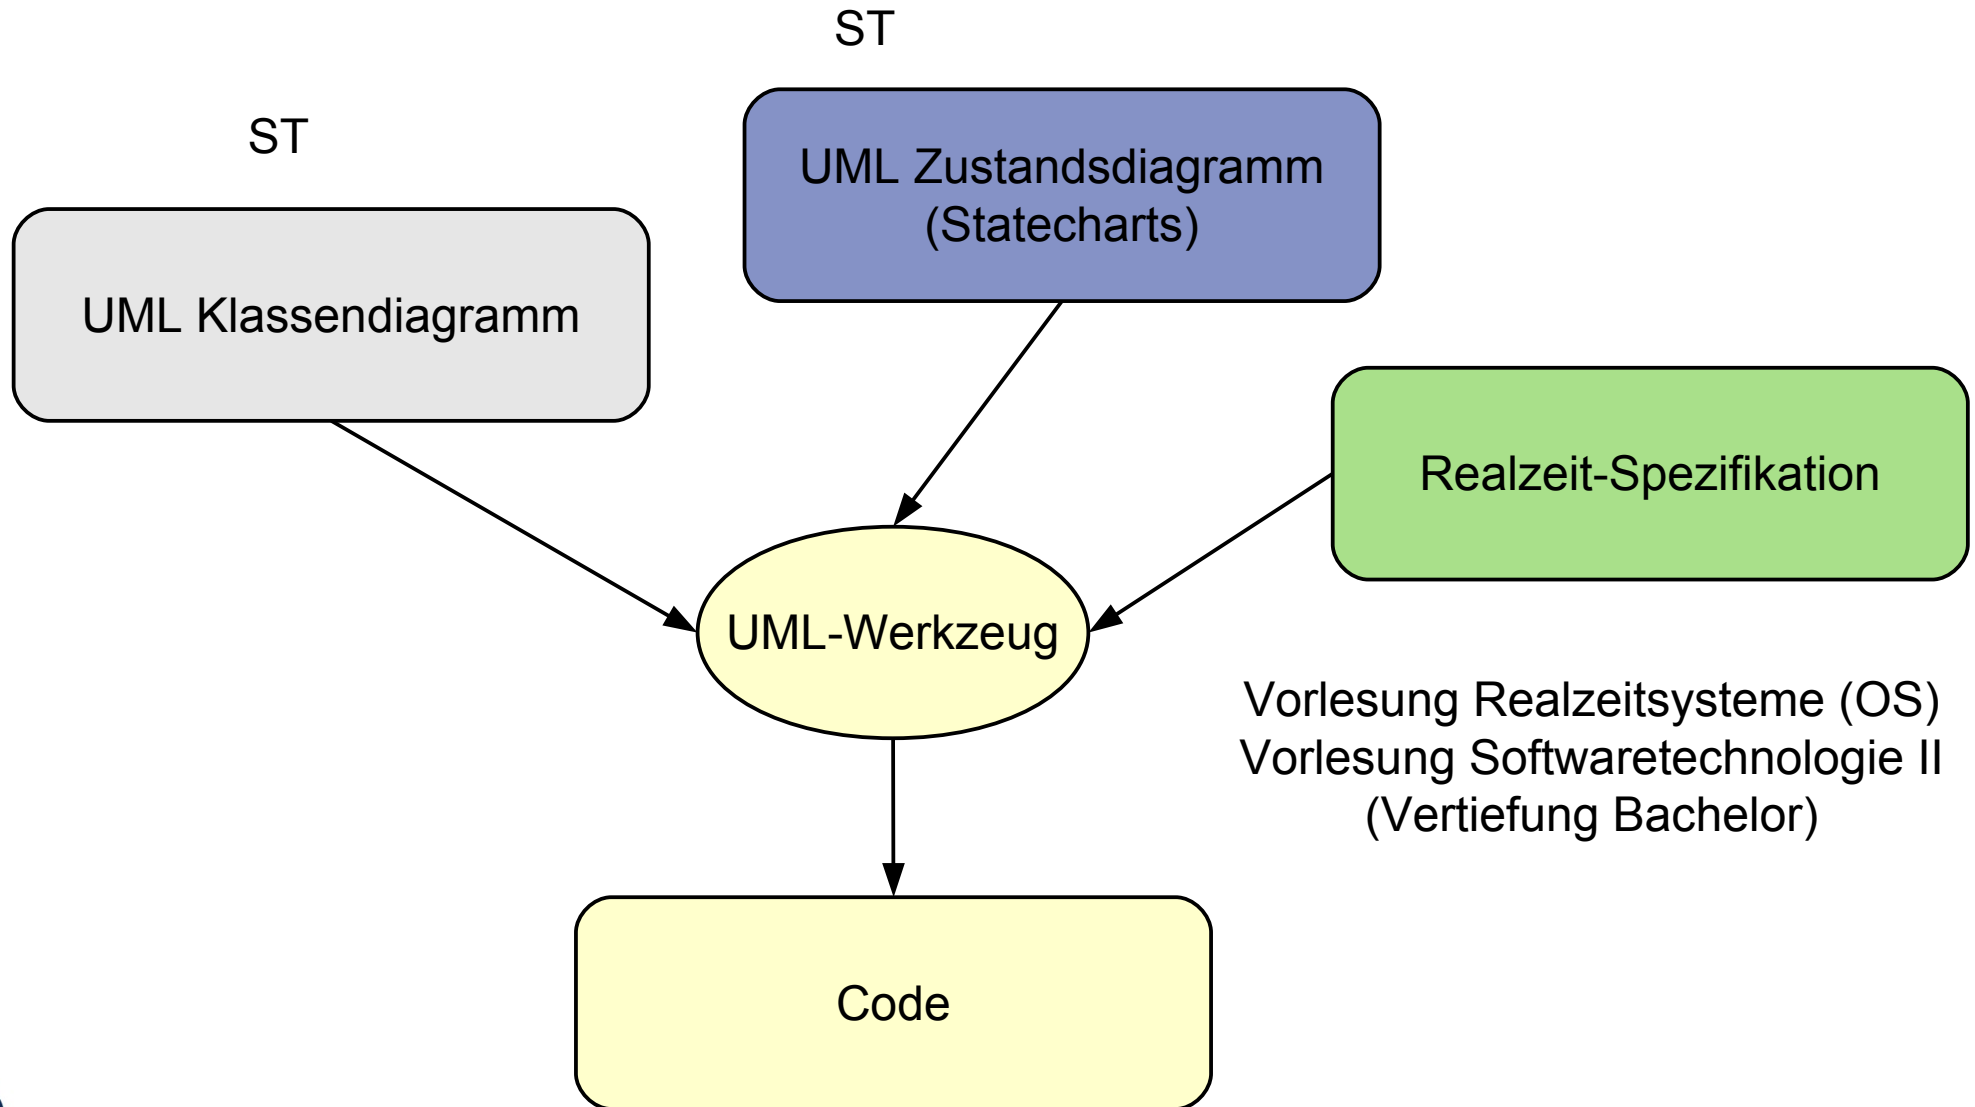 ST
UML Zustandsdiagramm
(Statecharts)
ST
UML Klassendiagramm
Realzeit-Spezifikation
UML-Werkzeug
Vorlesung Realzeitsysteme (OS)
Vorlesung Softwaretechnologie II
(Vertiefung Bachelor)
Code